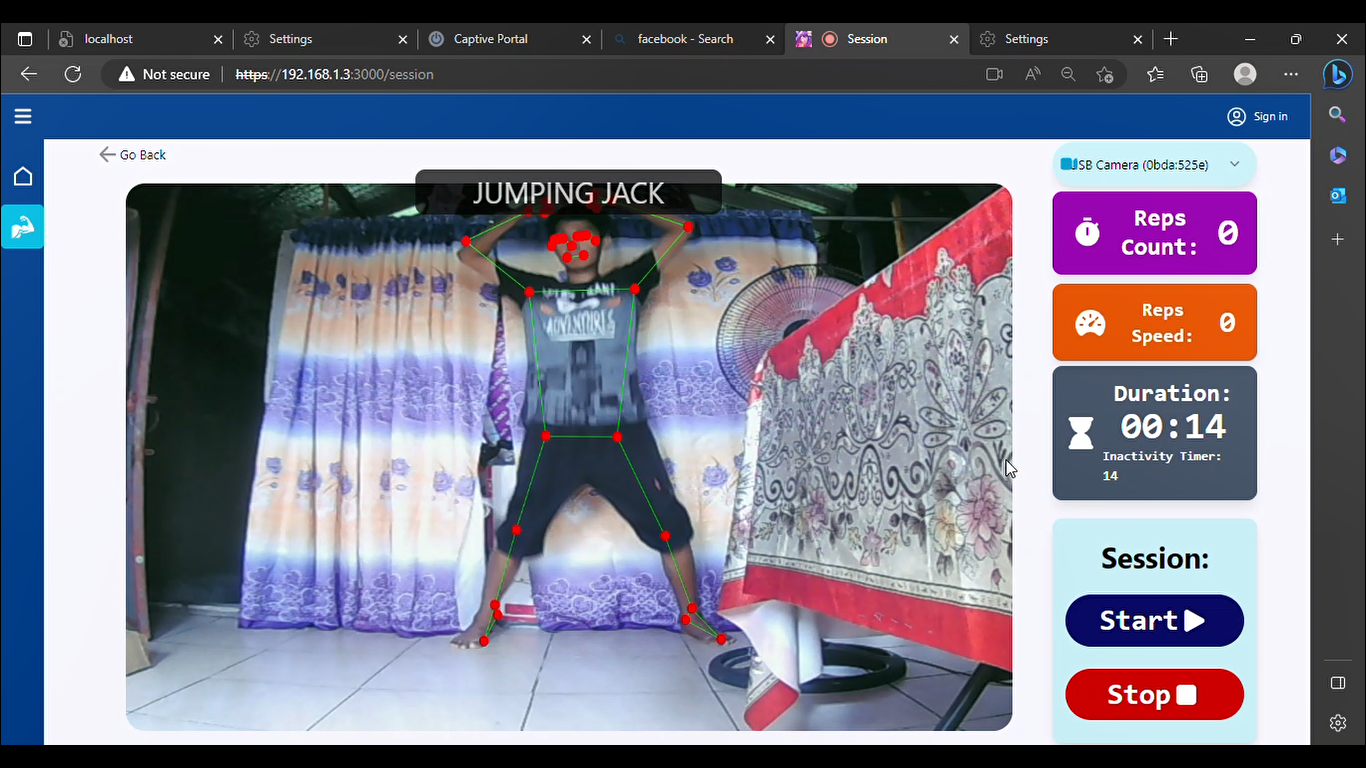 localhost
Settings
Captive Portal
facebook - Search
Session
Settings
Not secure
https://192.168.1.3:3000/session
Sign in
Go Back
JUMPING JACK
SB Camera (0bda:525e)
Reps
Count:
0
Reps
Speed:
0
Duration:
00:14
Inactivity Timer:
14
Session:
Start
Stop